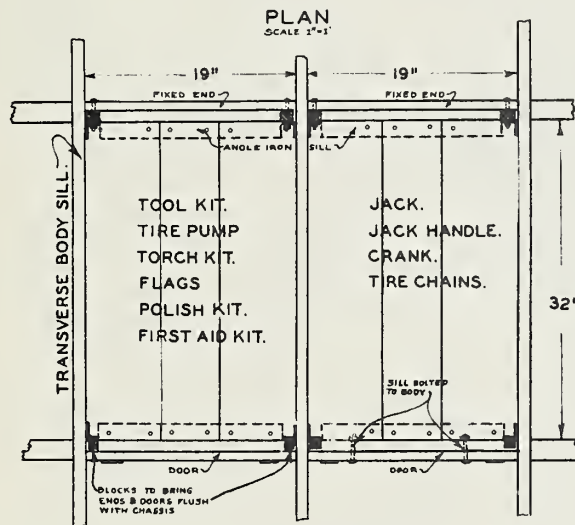 PLAN
SCALE 1"=1'
19"
19"
FIXED END
FIXED END
ANGLE IRON
SILL
TRANSVERSE BODY SILL.
TOOL KIT.
TIRE PUMP
TORCH KIT.
FLAGS
POLISH KIT.
FIRST AID KIT.
JACK.
JACK HANDLE.
CRANK.
TIRE CHAINS.
32"
SILL BOLTED
TO BODY
DOOR
DOOR
BLOCKS TO BRING
ENDS & DOORS FLUSH
WITH CHASSIS